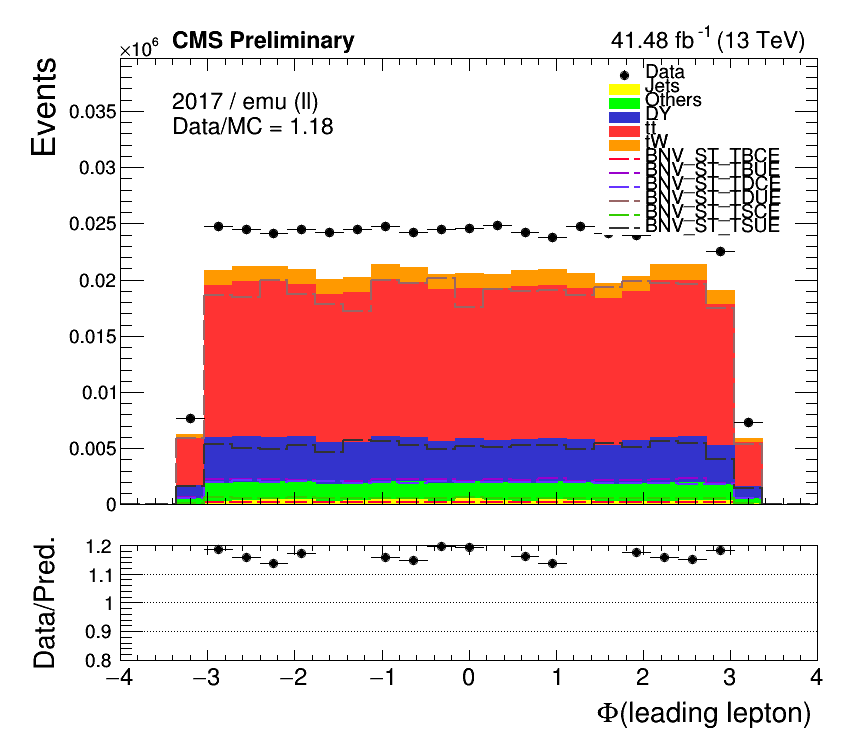 ×10⁶ CMS Preliminary 41.48 fb⁻¹ (13 TeV)
Events
2017 / emu (ll)
Data/MC = 1.18
Data
Jets
Others
DY
tt
tW
BNV_ST_TBCE
BNV_ST_TBUE
BNV_ST_TDCE
BNV_ST_TDUE
BNV_ST_TSCE
BNV_ST_TSUE
0.035
0.03
0.025
0.02
0.015
0.01
0.005
0
Data/Pred.
1.2
1.1
1
0.9
0.8
−4 −3 −2 −1 0 1 2 3 4
Φ(leading lepton)